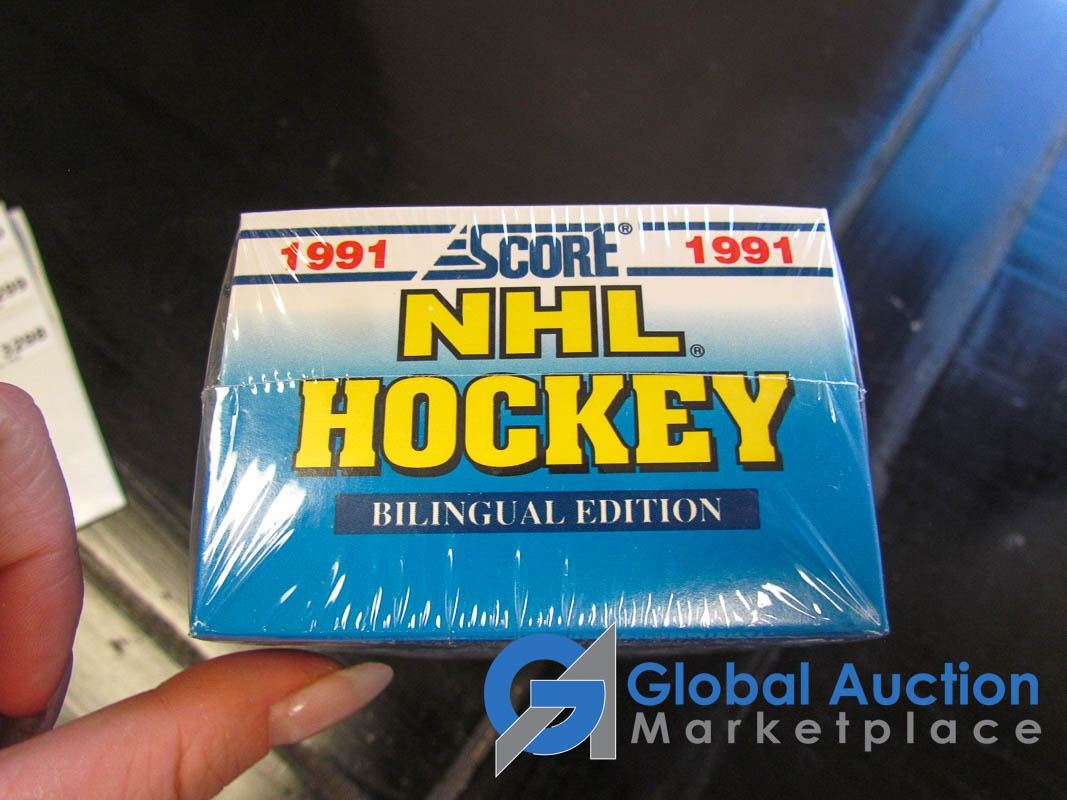 1991 SCORE® 1991
NHL®
HOCKEY
BILINGUAL EDITION
Global Auction
Marketplace